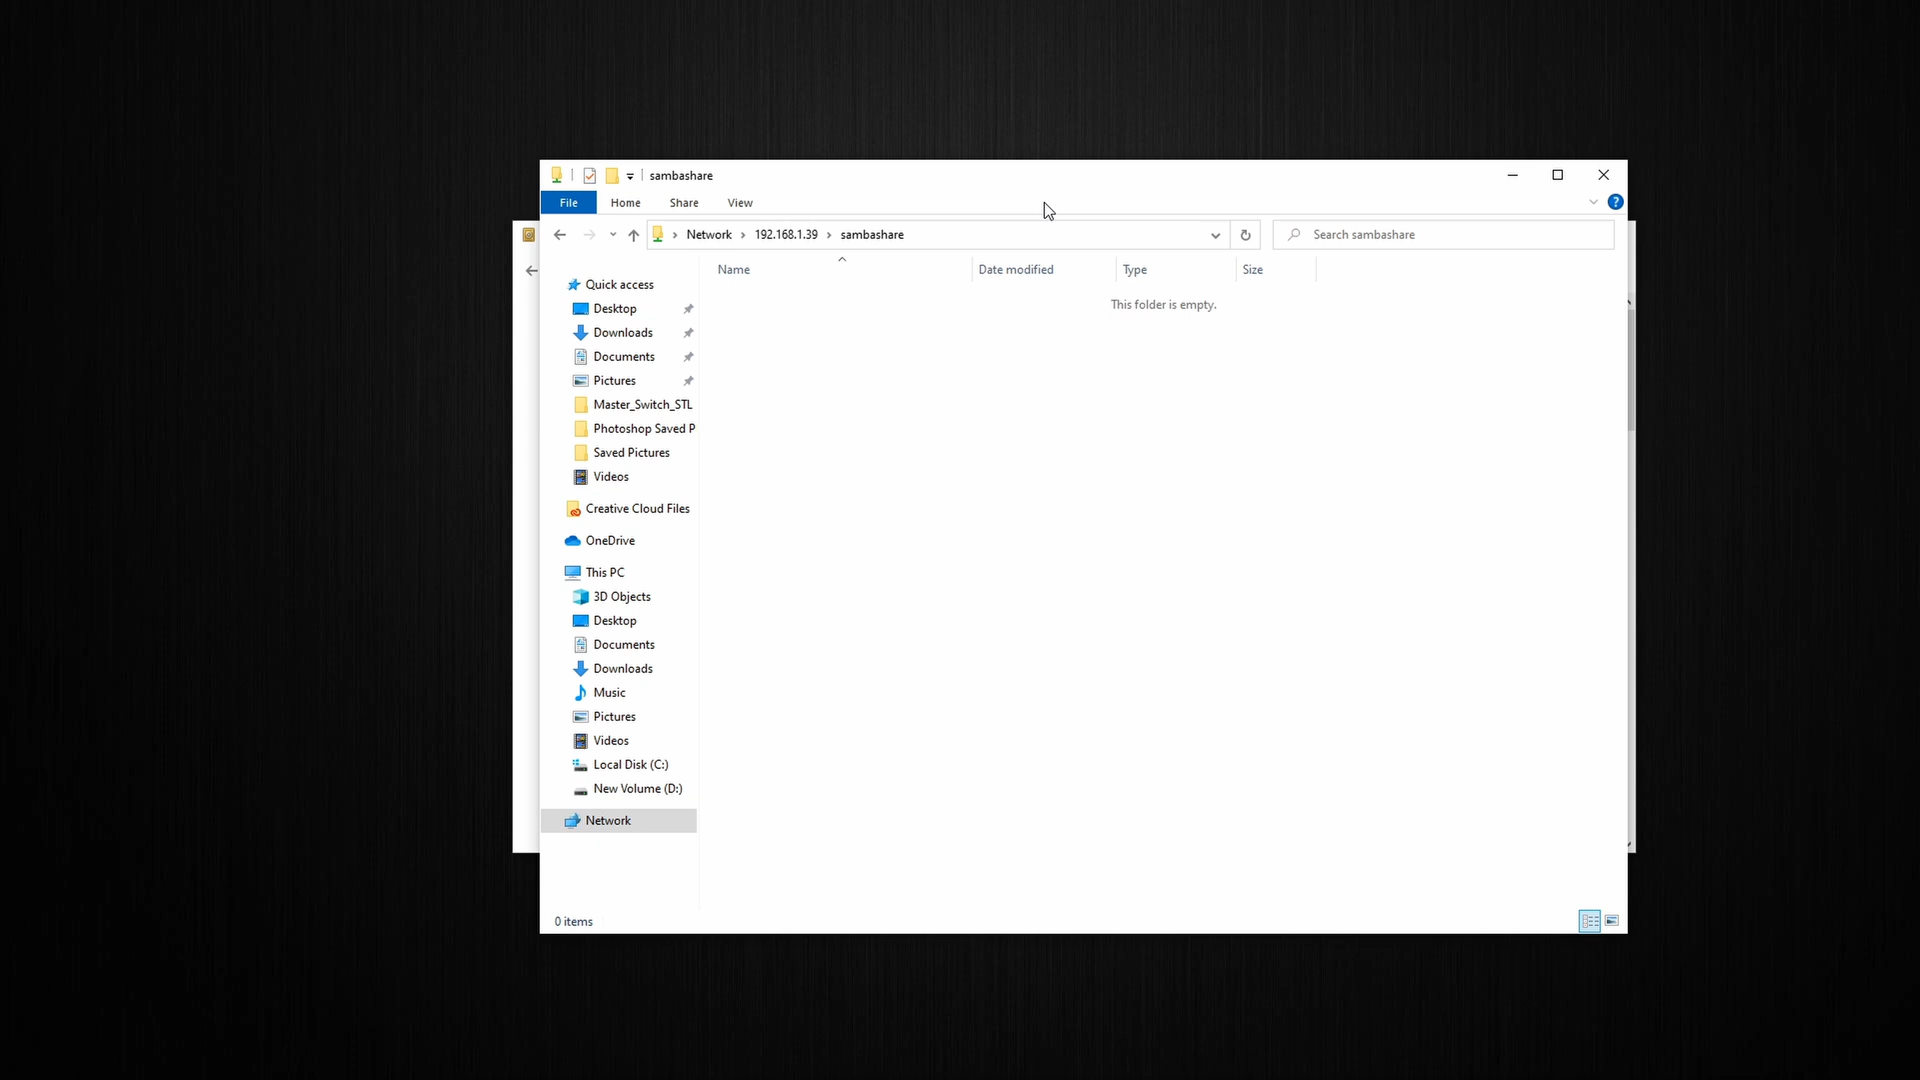 sambashare
File Home Share View
Network 192.168.1.39 sambashare
Search sambashare
Name Date modified Type Size
This folder is empty.
Quick access
Desktop
Downloads
Documents
Pictures
Master_Switch_STL
Photoshop Saved P
Saved Pictures
Videos
Creative Cloud Files
OneDrive
This PC
3D Objects
Desktop
Documents
Downloads
Music
Pictures
Videos
Local Disk (C:)
New Volume (D:)
Network
0 items